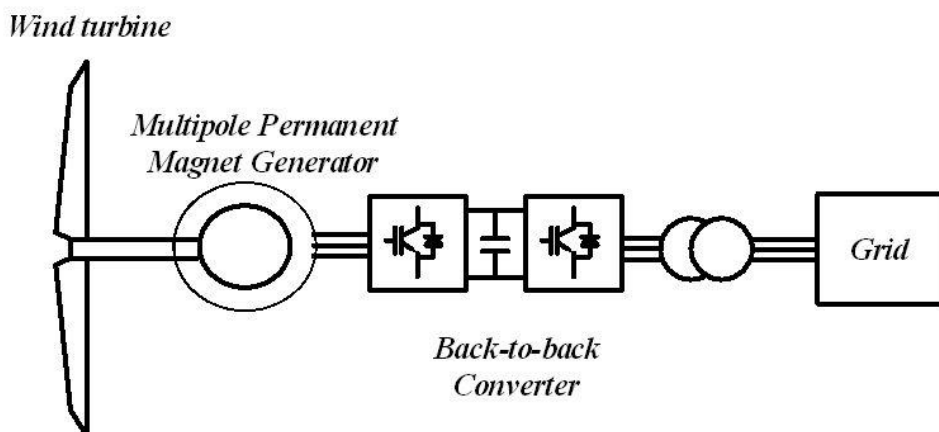 Wind turbine
Multipole Permanent
Magnet Generator
Grid
Back-to-back
Converter